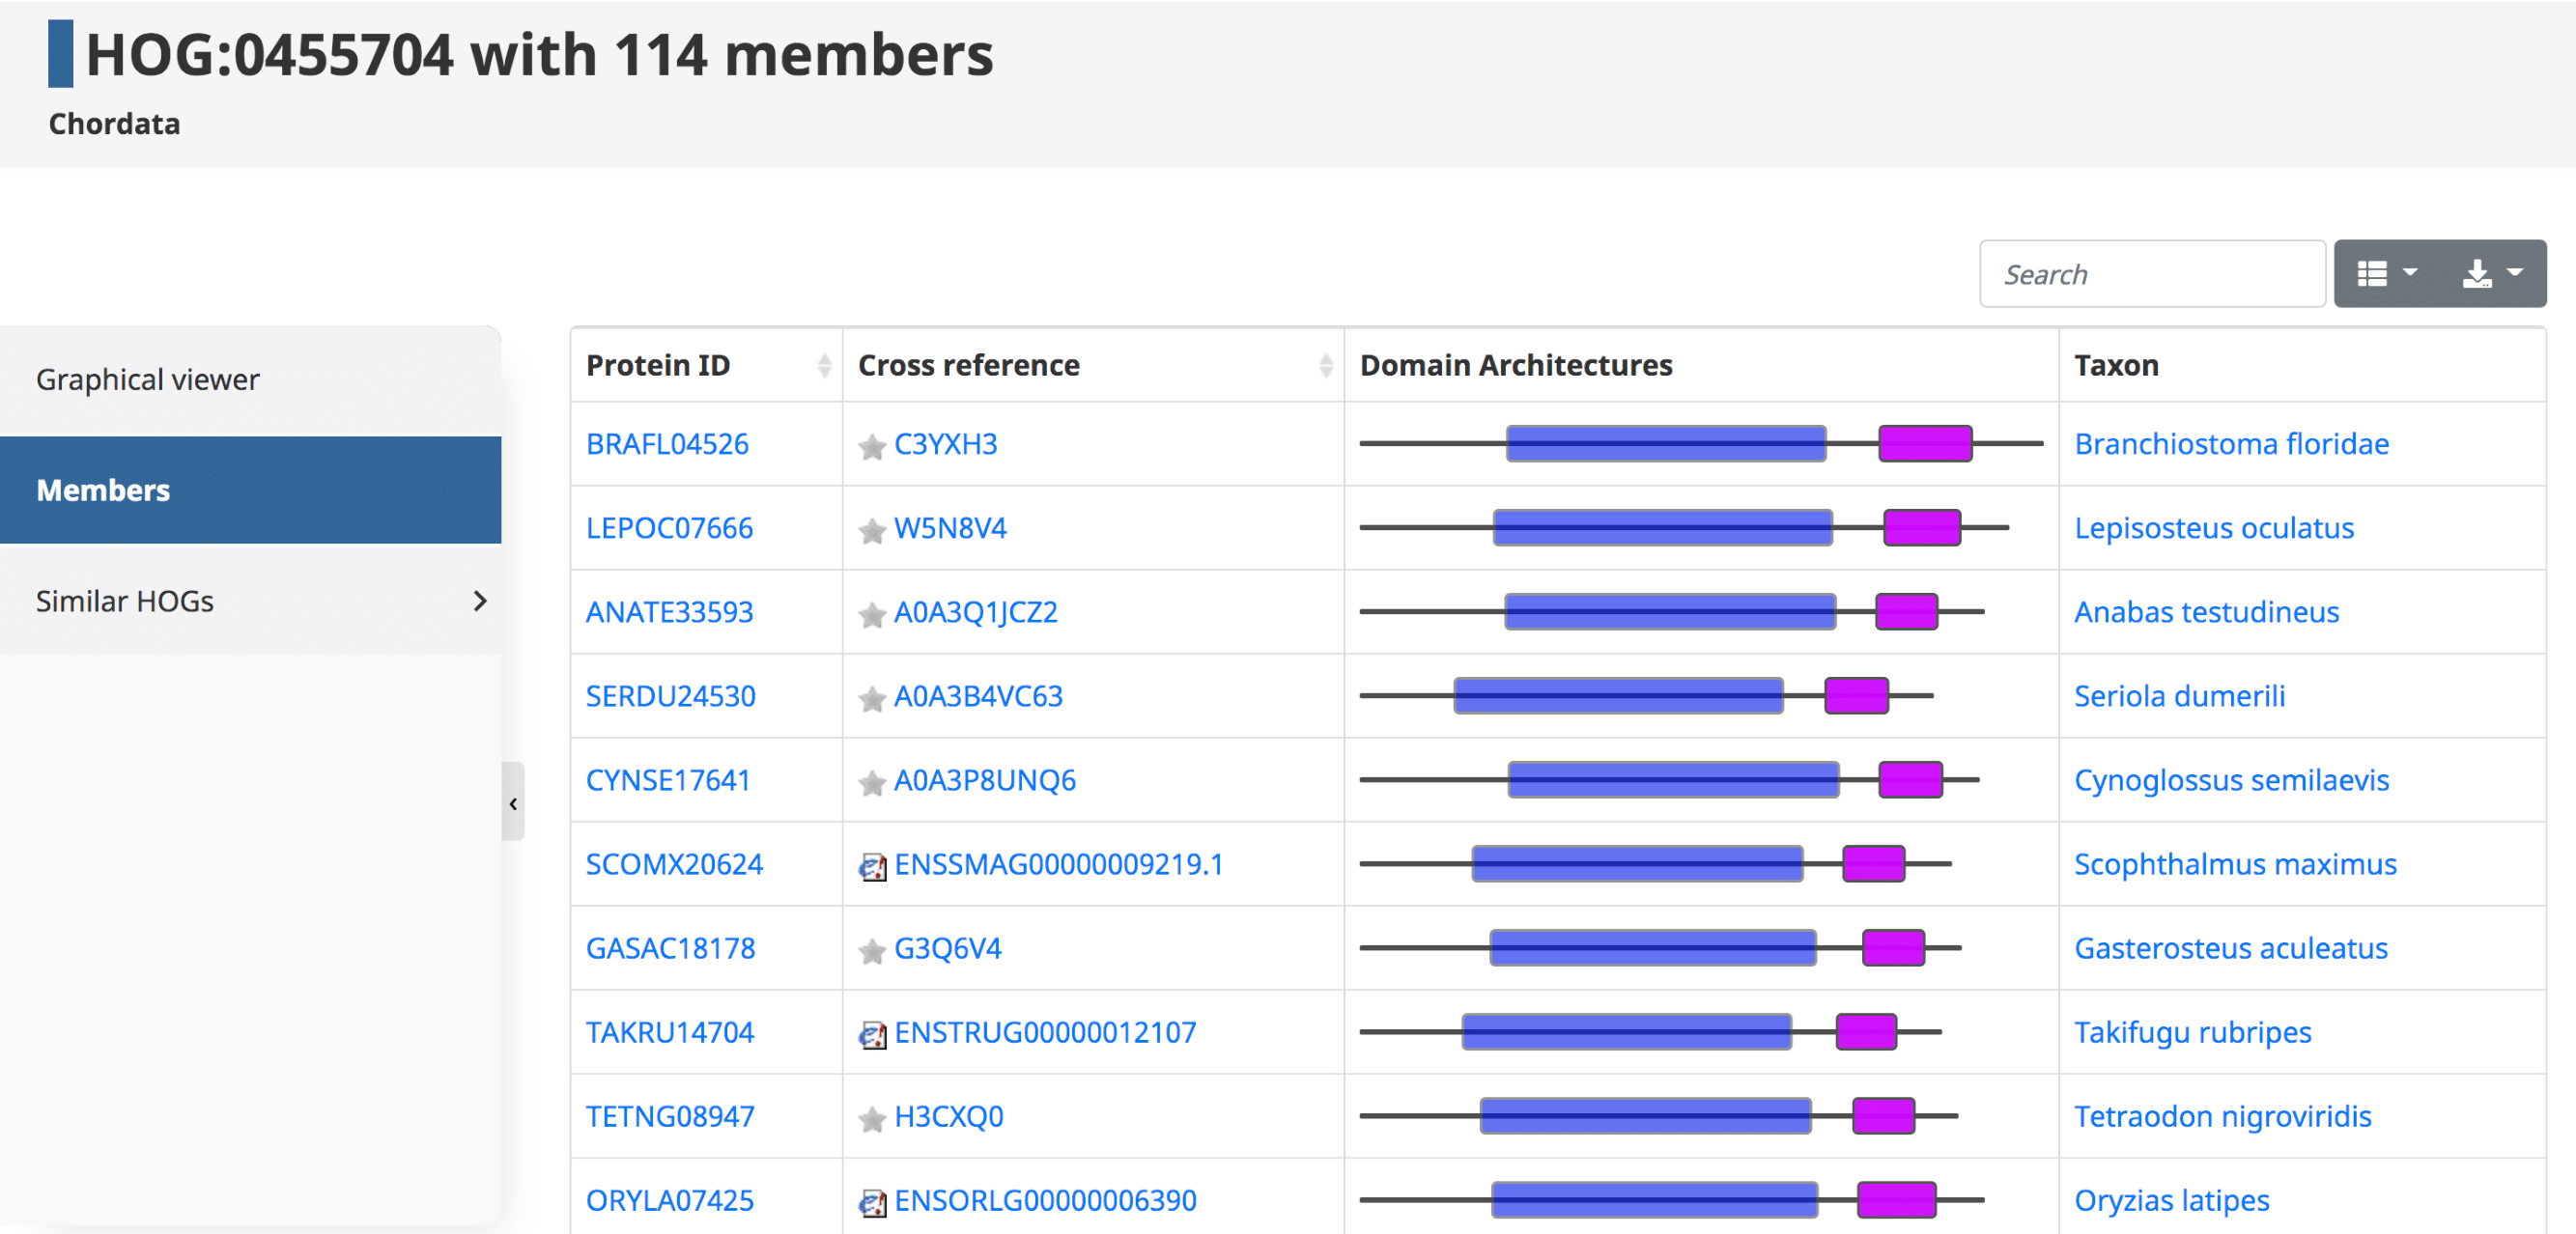 HOG:0455704 with 114 members
Chordata
Search
Graphical viewer
Members
Similar HOGs
Protein ID Cross reference Domain Architectures Taxon
BRAFL04526 C3YXH3 Branchiostoma floridae
LEPOC07666 W5N8V4 Lepisosteus oculatus
ANATE33593 A0A3Q1JCZ2 Anabas testudineus
SERDU24530 A0A3B4VC63 Seriola dumerili
CYNSE17641 A0A3P8UNQ6 Cynoglossus semilaevis
SCOMX20624 ENSSMAG00000009219.1 Scophthalmus maximus
GASAC18178 G3Q6V4 Gasterosteus aculeatus
TAKRU14704 ENSTRUG00000012107 Takifugu rubripes
TETNG08947 H3CXQ0 Tetraodon nigroviridis
ORYLA07425 ENSORLG00000006390 Oryzias latipes